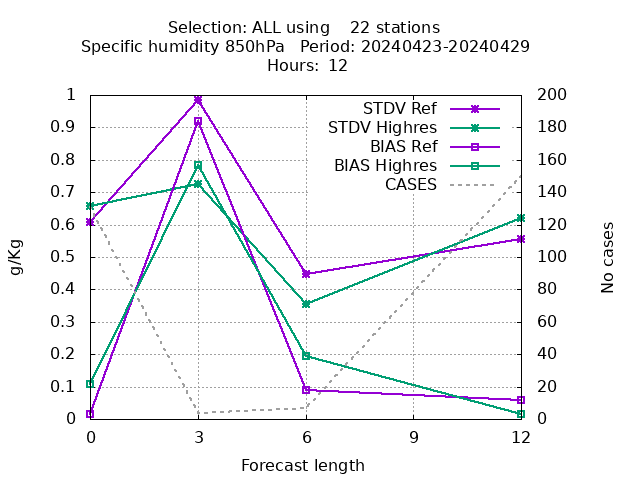 Selection: ALL using    22 stations
Specific humidity 850hPa   Period: 20240423-20240429
Hours:  12
1
0.9
0.8
0.7
0.6
0.5
0.4
0.3
0.2
0.1
0
g/Kg
STDV Ref
STDV Highres
BIAS Ref
BIAS Highres
CASES
200
180
160
140
120
100
80
60
40
20
0
No cases
0 3 6 9 12
Forecast length